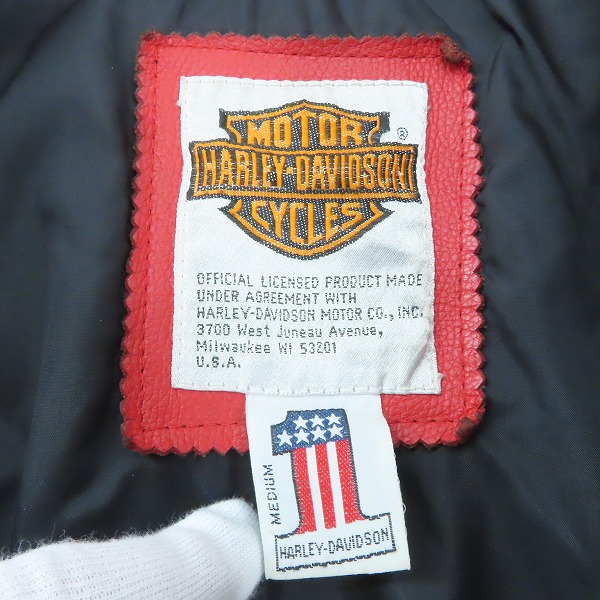 MOTOR
HARLEY-DAVIDSON
CYCLES
®
OFFICIAL LICENSED PRODUCT MADE
UNDER AGREEMENT WITH
HARLEY-DAVIDSON MOTOR CO., INC.
3700 West Juneau Avenue,
Milwaukee WI 53201
U.S.A.
MEDIUM
1
HARLEY-DAVIDSON